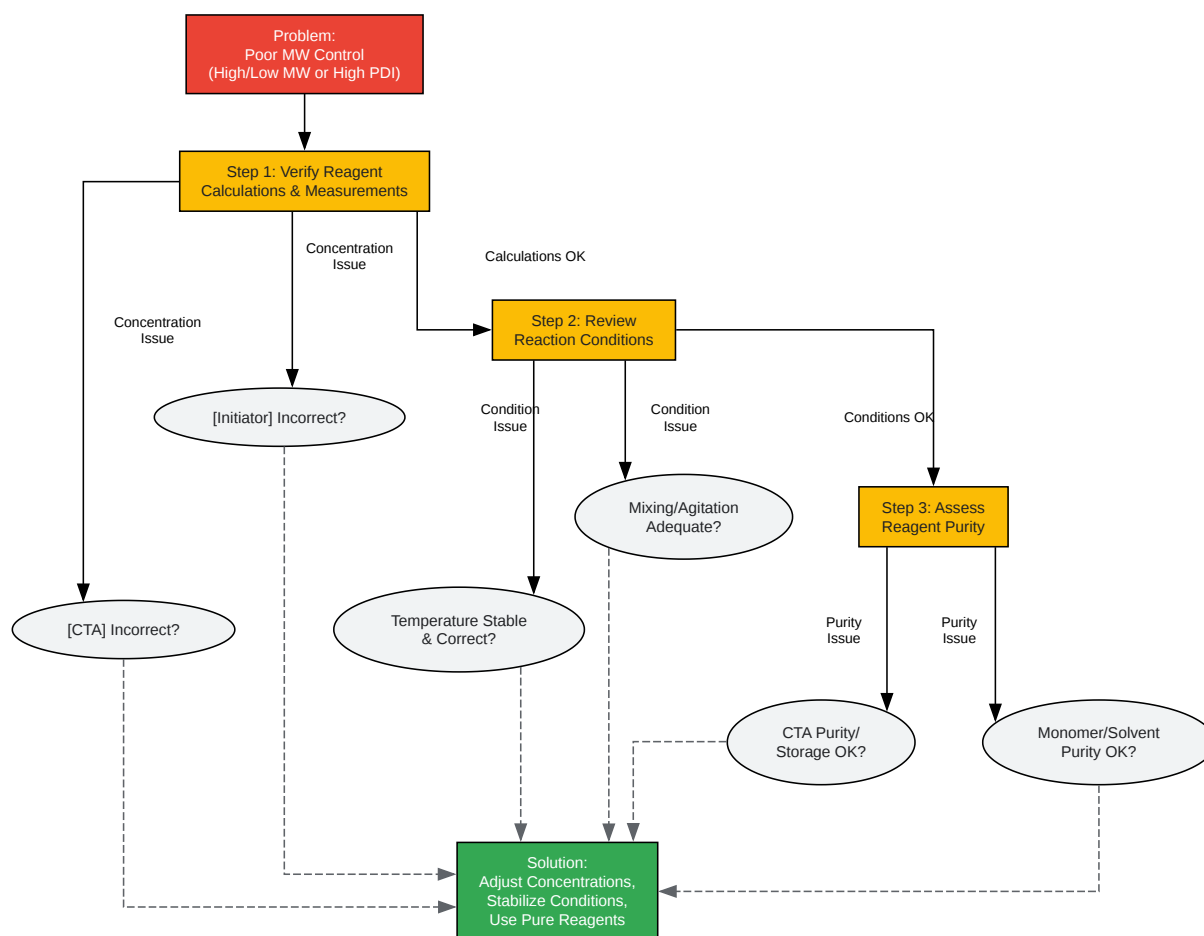 Problem:
Poor MW Control
(High/Low MW or High PDI)
Step 1: Verify Reagent
Calculations & Measurements
Concentration
Issue
Calculations OK
Concentration
Issue
Step 2: Review
Reaction Conditions
[Initiator] Incorrect?
Condition
Issue
Condition
Issue
Conditions OK
Mixing/Agitation
Adequate?
Step 3: Assess
Reagent Purity
[CTA] Incorrect?
Temperature Stable
& Correct?
Purity
Issue
Purity
Issue
CTA Purity/
Storage OK?
Monomer/Solvent
Purity OK?
Solution:
Adjust Concentrations,
Stabilize Conditions,
Use Pure Reagents